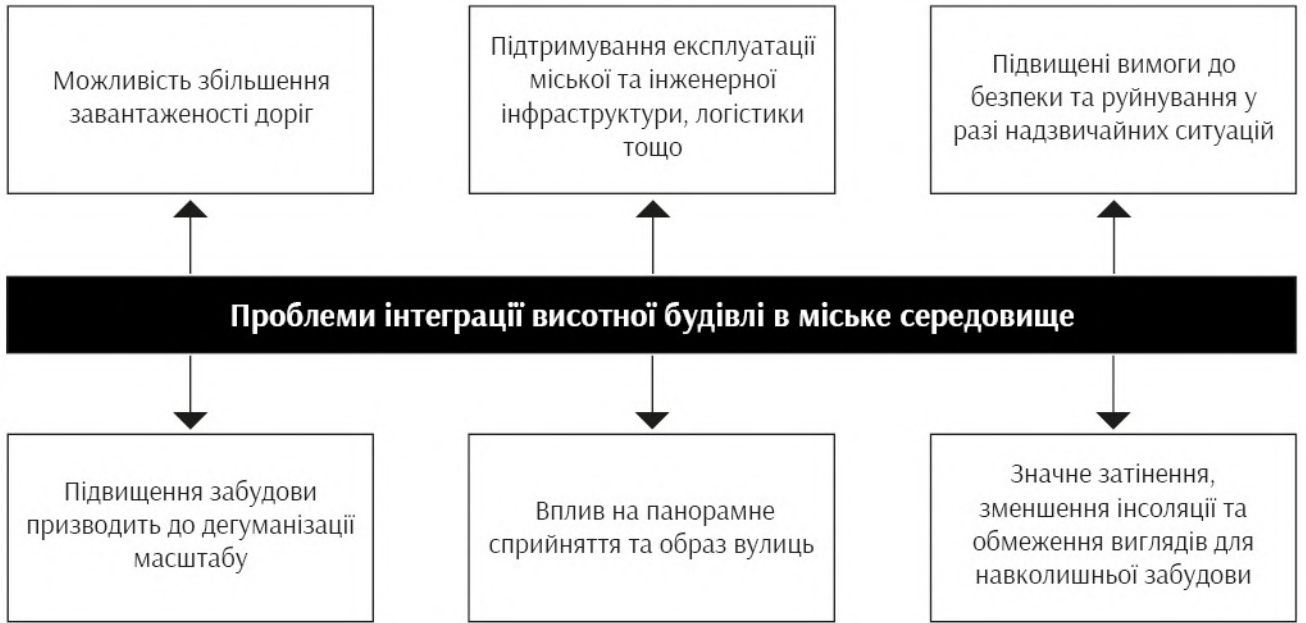 Можливість збільшення
завантаженості доріг
Підтримування експлуатації
міської та інженерної
інфраструктури, логістики
тощо
Підвищені вимоги до
безпеки та руйнування у
разі надзвичайних ситуацій
Проблеми інтеграції висотної будівлі в міське середовище
Підвищення забудови
призводить до дегуманізації
масштабу
Вплив на панорамне
сприйняття та образ вулиць
Значне затінення,
зменшення інсоляції та
обмеження виглядів для
навколишньої забудови